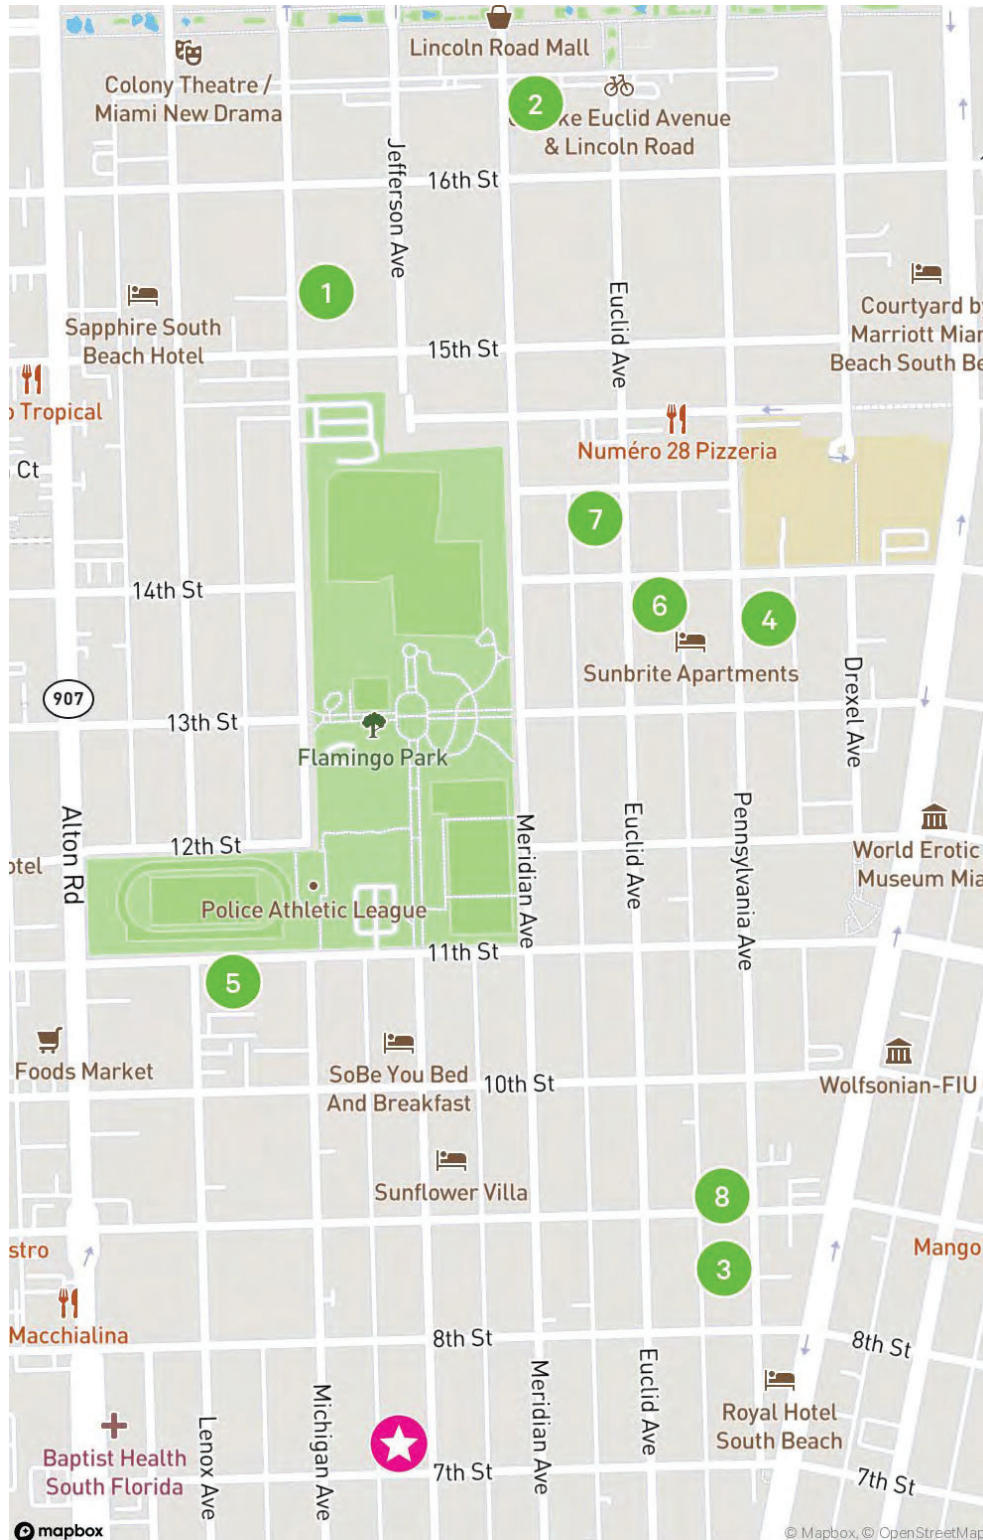 Lincoln Road Mall
Colony Theatre /
Miami New Drama
2
ke Euclid Avenue
& Lincoln Road
Jefferson Ave
16th St
1
Sapphire South
Beach Hotel
Euclid Ave
Courtyard by
Marriott Miam
Beach South Be
15th St
o Tropical
Numéro 28 Pizzeria
Ct
7
14th St
6
4
Sunbrite Apartments
Drexel Ave
907
13th St
Flamingo Park
Alton Rd
Meridian Ave
Euclid Ave
Pennsylvania Ave
12th St
otel
World Erotic
Museum Mia
Police Athletic League
11th St
5
Foods Market
SoBe You Bed
And Breakfast
10th St
Wolfsonian-FIU
Sunflower Villa
8
stro
Mango
3
Macchialina
8th St
8th St
Lenox Ave
Michigan Ave
Meridian Ave
Euclid Ave
Royal Hotel
South Beach
Baptist Health
South Florida
7th St
7th St
mapbox
© Mapbox, © OpenStreetMap